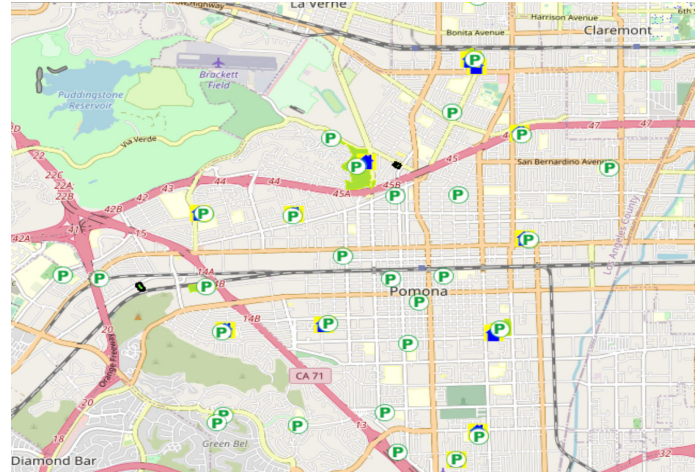 La Verne
Highway
Bonita Avenue
Harrison Avenue
6th S
Claremont
P
Brackett
Field
Puddingstone
Reservoir
P
D
P
P
47
47
22
Via Verde
P
45
San Bernardino Avenue
P
22C
22A
22B
43
44
44
45B
42
45A
P
P
42B
P
P
41
15
42A
P
Los Angeles County
P
14A
P
P
P
P
P
P
Pomona
P
20
14B
P
P
P
P
Orange Freeway
CA 71
20
P
P
P
P
13
P
Green Bel
18
P
Diamond Bar
P
32